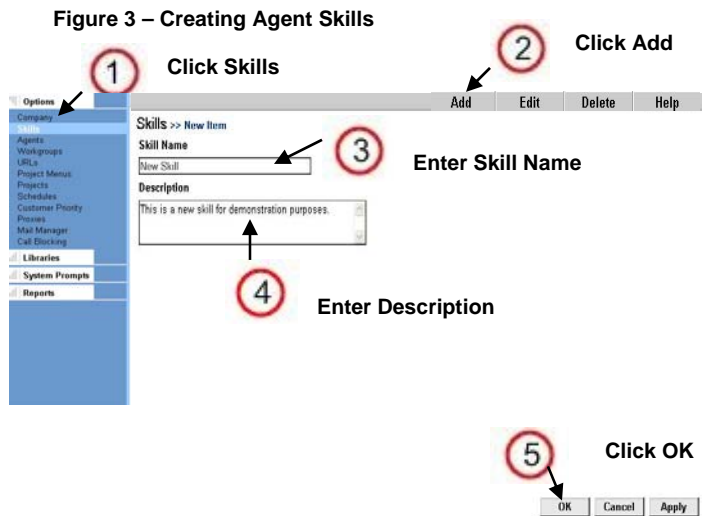 Figure 3 – Creating Agent Skills
1
Click Skills
2
Click Add
Options
Add
Edit
Delete
Help
Company
Skills
Agents
Workgroups
URLs
Project Menus
Projects
Schedules
Customer Priority
Proxies
Mail Manager
Call Blocking
Libraries
System Prompts
Reports
Skills >> New Item
Skill Name
New Skill
3
Enter Skill Name
Description
This is a new skill for demonstration purposes.
4
Enter Description
5
Click OK
OK
Cancel
Apply